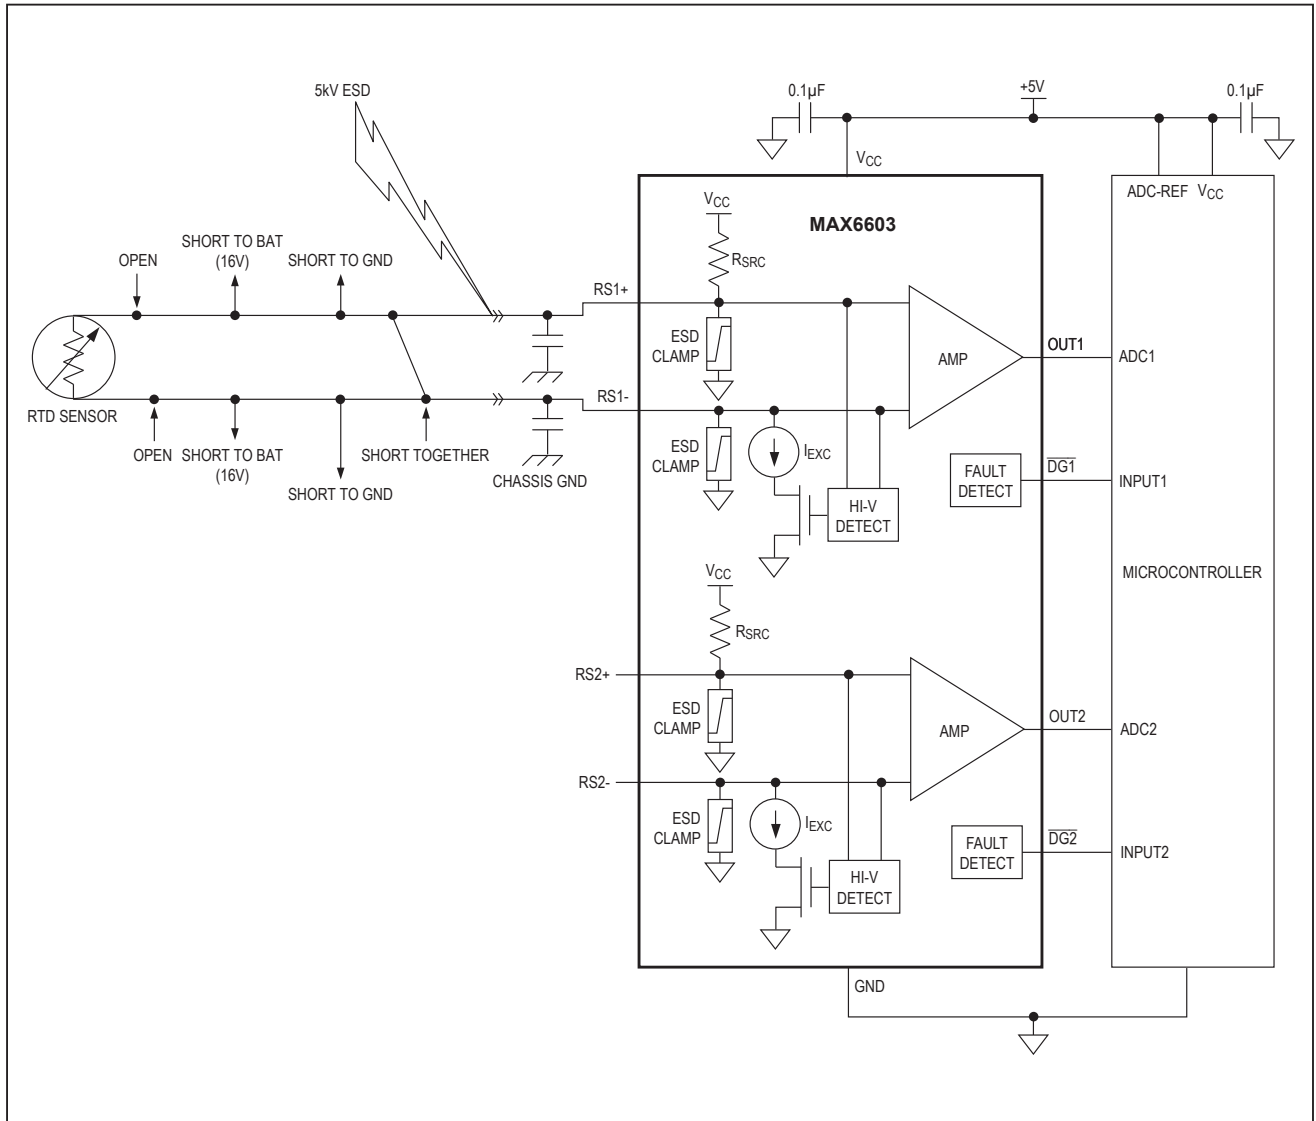 5kV ESD
0.1µF
+5V
0.1µF
VCC
ADC-REF VCC
MAX6603
VCC
RSRC
SHORT TO BAT
(16V)
OPEN
SHORT TO GND
RS1+
ESD
CLAMP
AMP
OUT1
ADC1
RS1-
RTD SENSOR
OPEN
SHORT TO BAT
(16V)
SHORT TOGETHER
SHORT TO GND
CHASSIS GND
ESD
CLAMP
IEXC
HI-V
DETECT
FAULT
DETECT
DG1
INPUT1
MICROCONTROLLER
VCC
RSRC
RS2+
ESD
CLAMP
AMP
OUT2
ADC2
RS2-
ESD
CLAMP
IEXC
HI-V
DETECT
FAULT
DETECT
DG2
INPUT2
GND